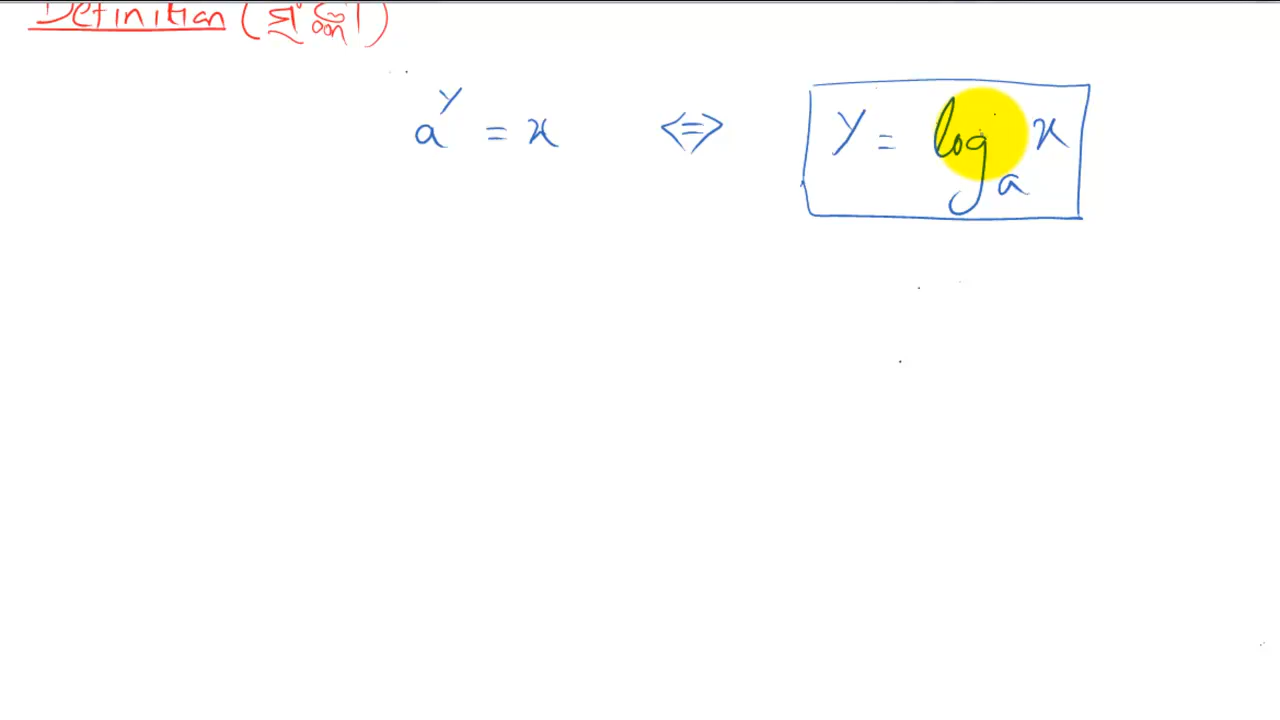 Definition
a^y = x <=> y = log_a x